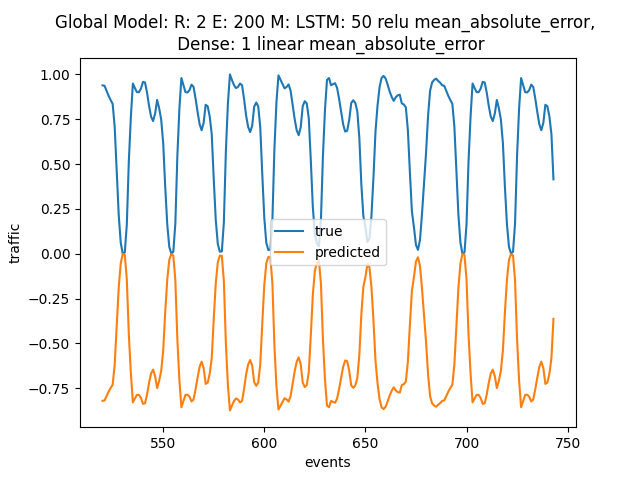 Global Model: R: 2 E: 200 M: LSTM: 50 relu mean_absolute_error,
Dense: 1 linear mean_absolute_error
1.00
0.75
0.50
0.25
0.00
−0.25
−0.50
−0.75
traffic
true
predicted
550
600
650
700
750
events